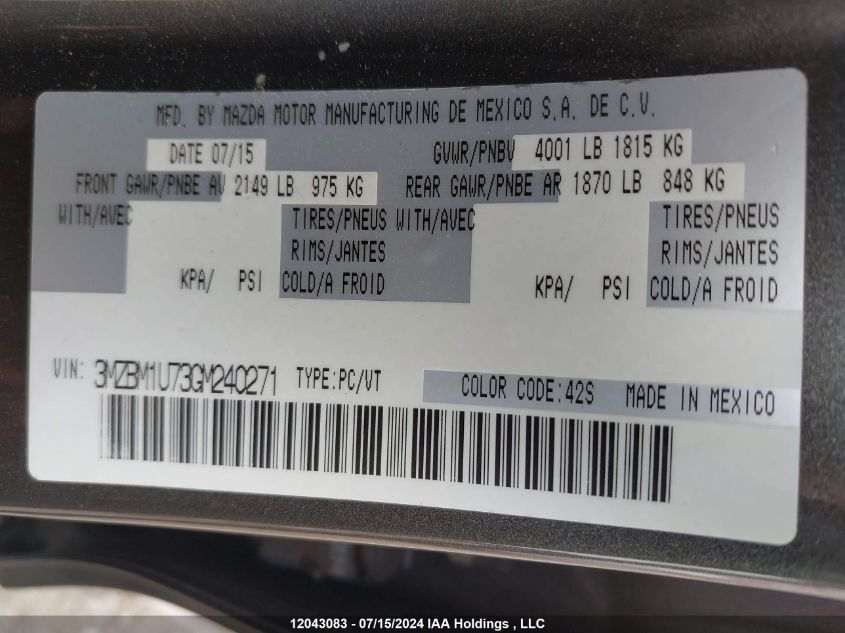 MFD. BY MAZDA MOTOR MANUFACTURING DE MEXICO S.A. DE C.V.
DATE 07/15 GVWR/PNBV 4001 LB 1815 KG
FRONT GAWR/PNBE AV 2149 LB 975 KG REAR GAWR/PNBE AR 1870 LB 848 KG
WITH/AVEC TIRES/PNEUS WITH/AVEC TIRES/PNEUS
RIMS/JANTES RIMS/JANTES
KPA/ PSI COLD/A FROID KPA/ PSI COLD/A FROID
VIN: 3MZBM1U73GM240271 TYPE:PC/VT COLOR CODE:42S MADE IN MEXICO
12043083 - 07/15/2024 IAA Holdings , LLC